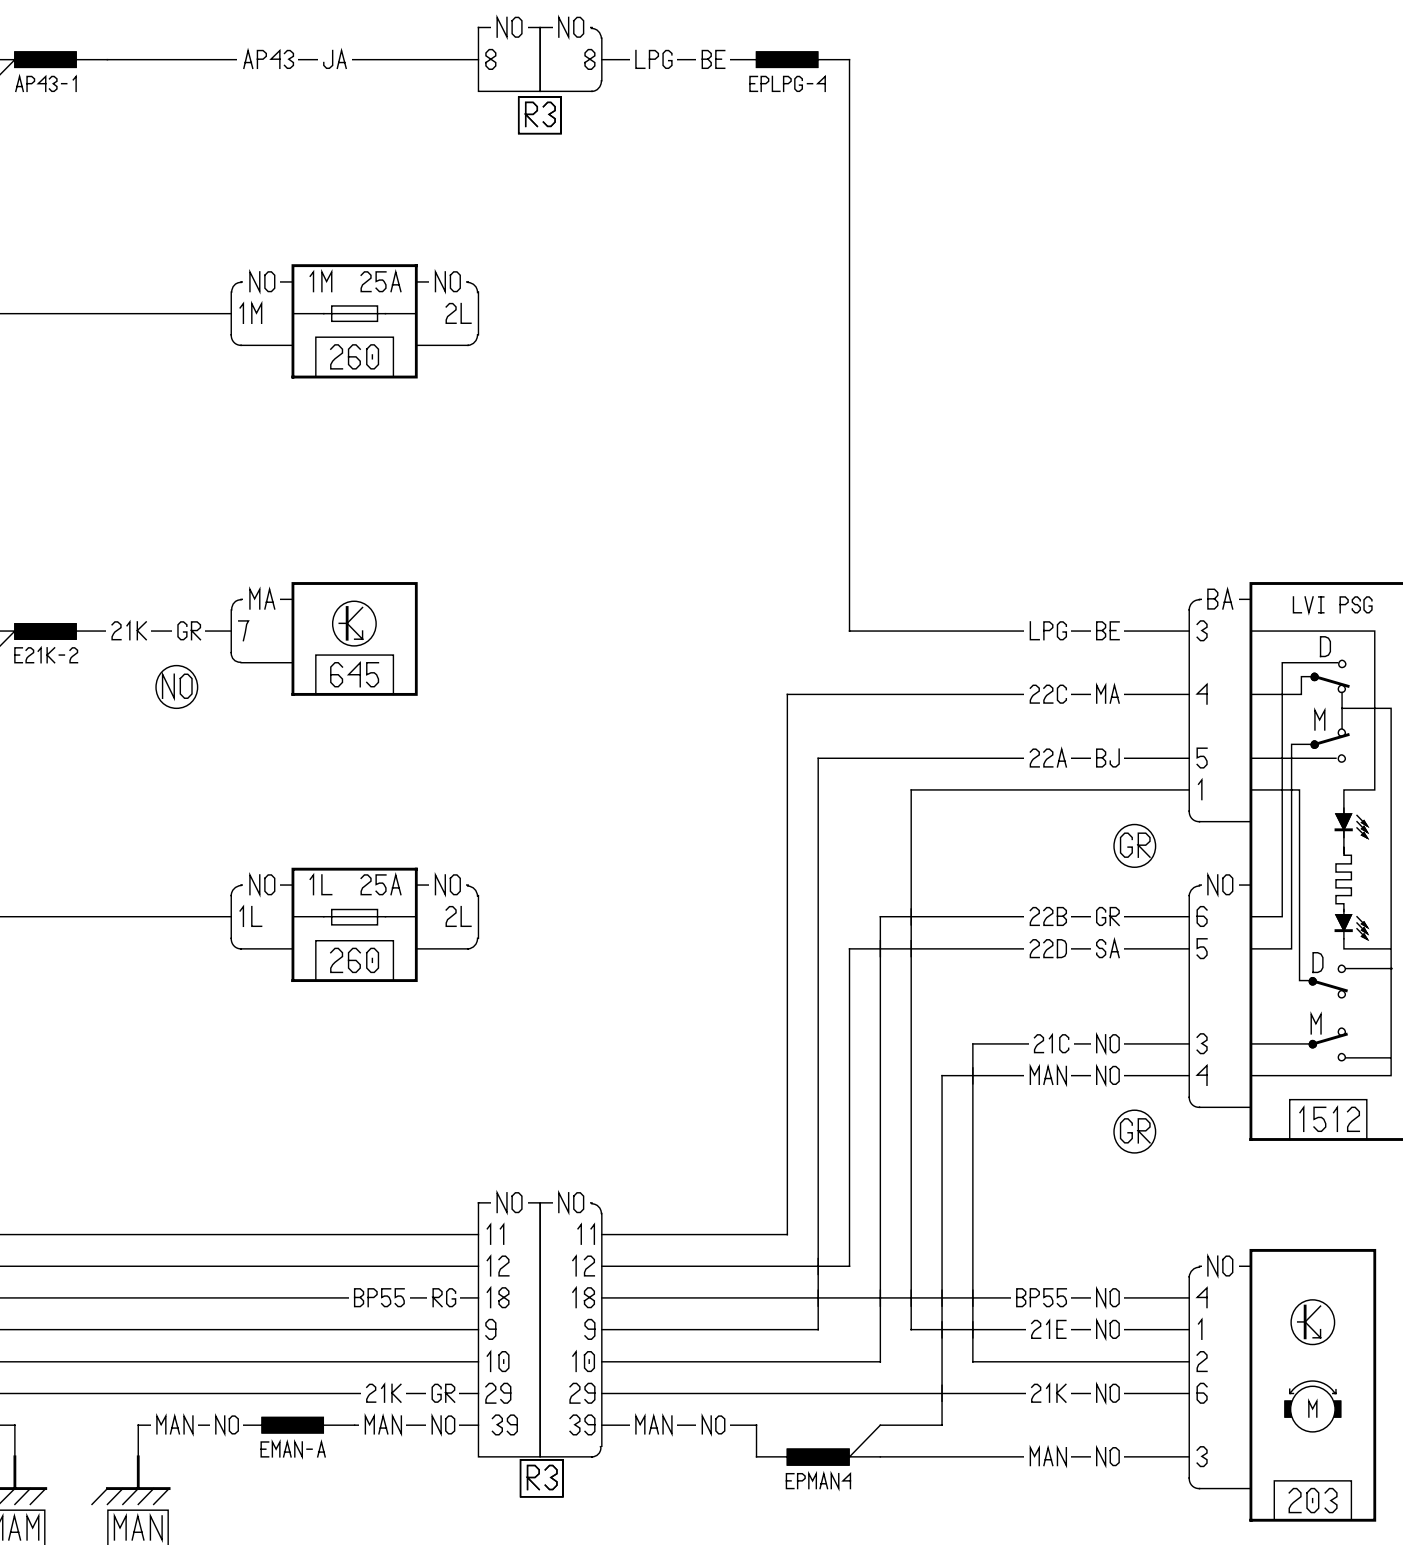 NO NO
AP43 JA 8 8 LPG BE
AP43-1 EPLPG-4
R3
NO 1M 25A NO
1M 2L
260
MA
21K GR 7
E21K-2
NO
645
BA LVI PSG
LPG BE 3
D
22C MA 4
M
22A BJ 5
1
GR
NO 1L 25A NO
1L 2L
260
NO
22B GR 6
22D SA 5
D
M
21C NO 3
MAN NO 4
GR
1512
NO NO
11 11
12 12
NO
BP55 RG 18 18 BP55 NO 4
9 9 21E NO 1
10 10 2
21K GR 29 29 21K NO 6
M
MAN NO MAN NO 39 39 MAN NO
EMAN-A
MAN NO 3
R3
EPMAN4
203
MAM MAN